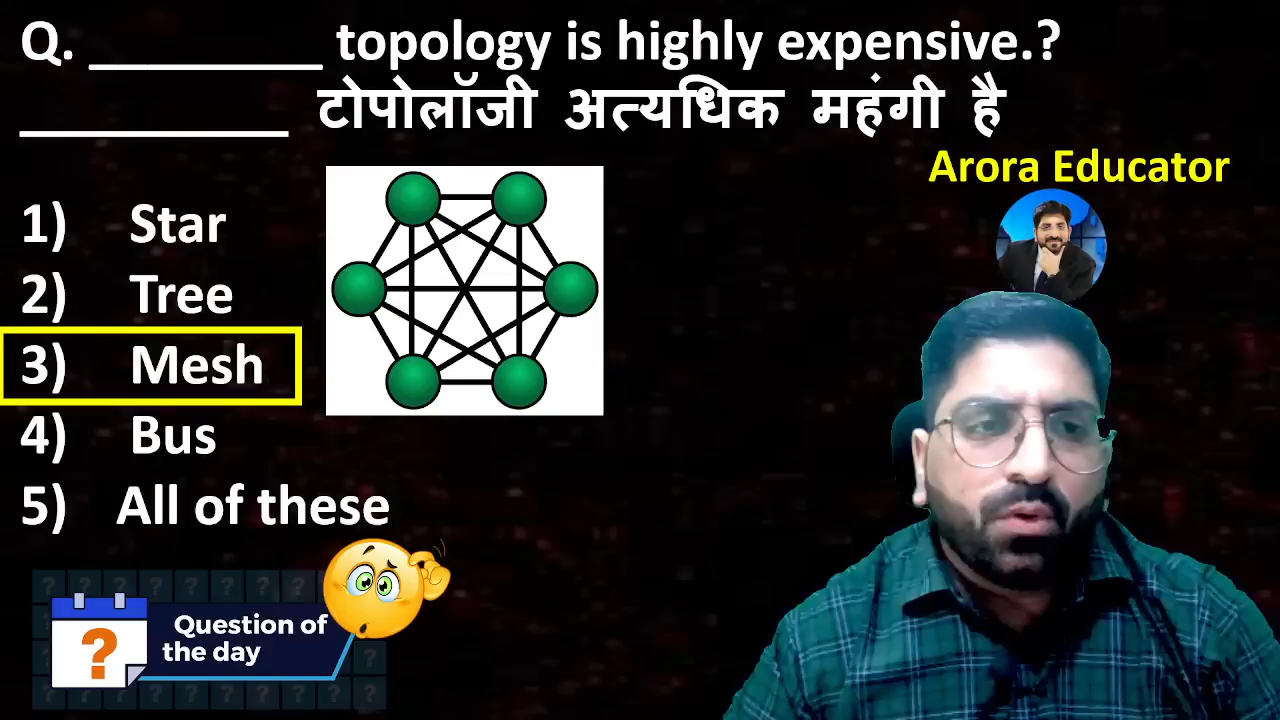 Q. ________ topology is highly expensive.?
_________ टोपोलॉजी अत्यधिक महंगी है
Arora Educator
1) Star
2) Tree
3) Mesh
4) Bus
5) All of these
? Question of
the day